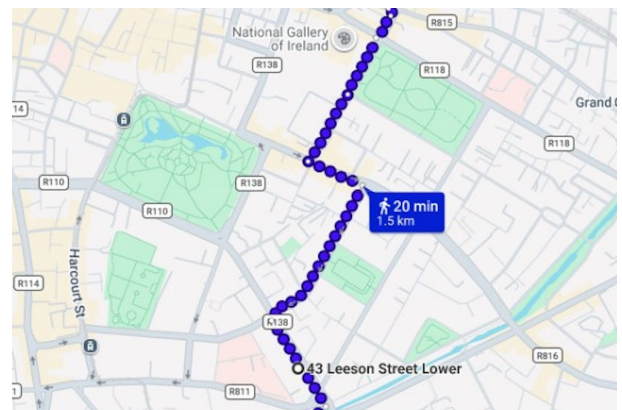 R815
National Gallery
of Ireland
R138
R118
Grand
14
R118
R110
R138
R110
20 min
1.5 km
Harcourt St
R114
R138
43 Leeson Street Lower
R816
R811
11